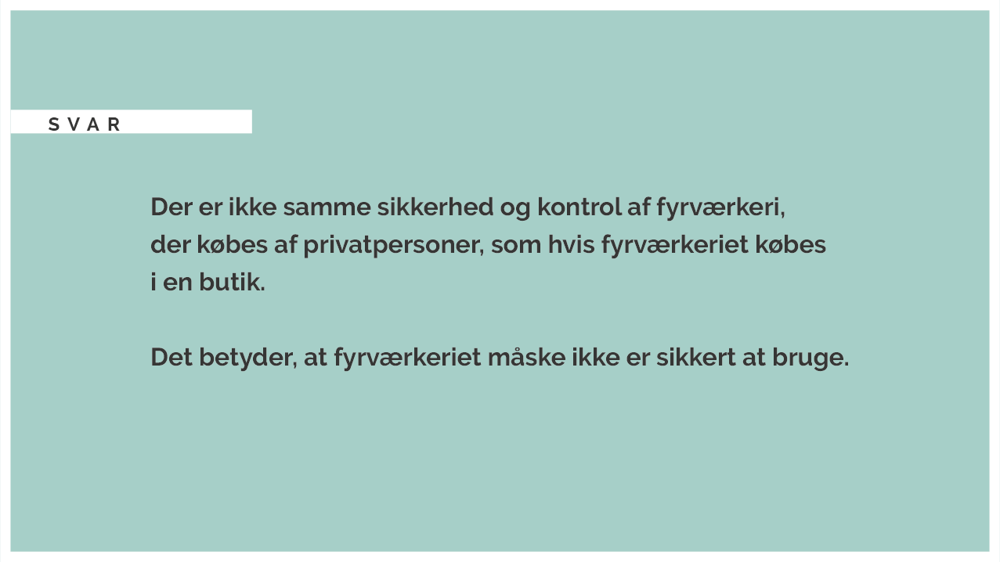 SVAR
Der er ikke samme sikkerhed og kontrol af fyrværkeri,
der købes af privatpersoner, som hvis fyrværkeriet købes
i en butik.
Det betyder, at fyrværkeriet måske ikke er sikkert at bruge.